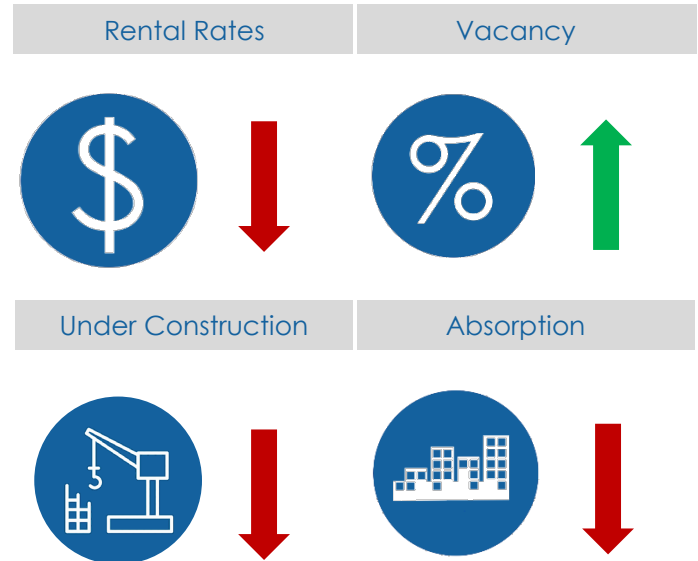 Rental Rates
Vacancy
$
%
Under Construction
Absorption